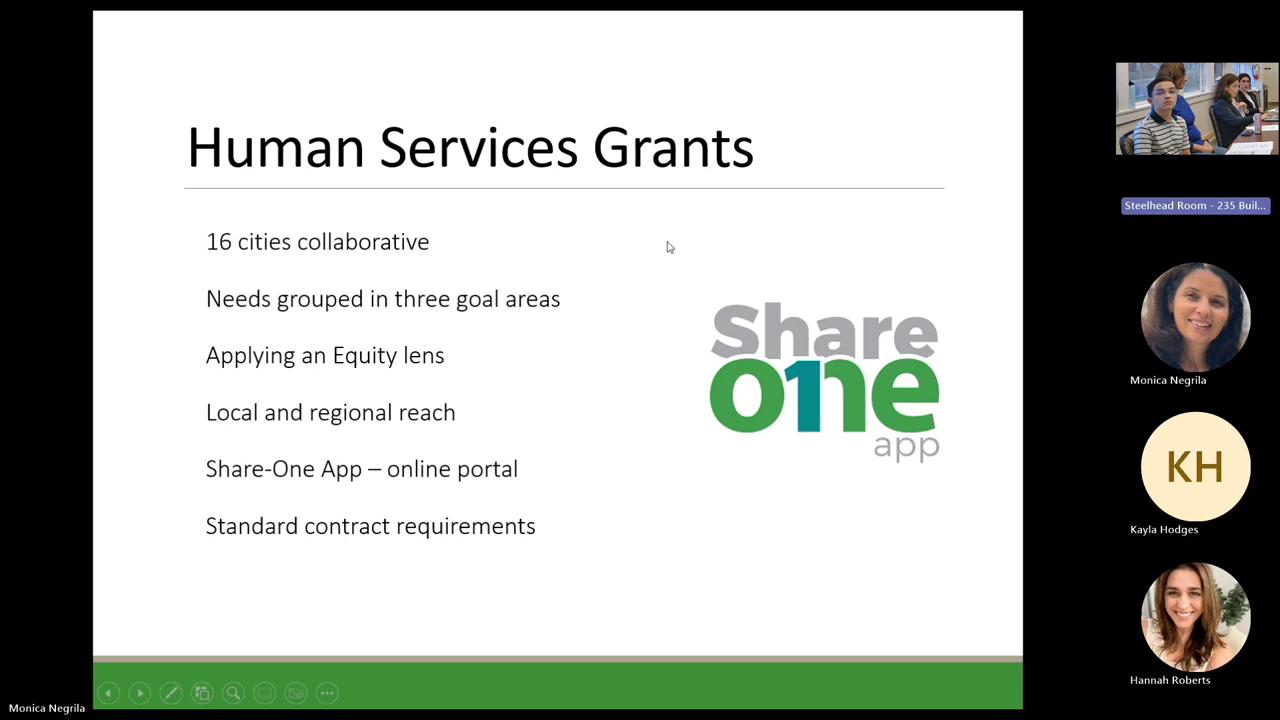 Human Services Grants
16 cities collaborative
Needs grouped in three goal areas
Applying an Equity lens
Local and regional reach
Share-One App – online portal
Standard contract requirements
Share
one
app
Steelhead Room - 235 Buil...
Monica Negrila
KH
Kayla Hodges
Hannah Roberts
Monica Negrila